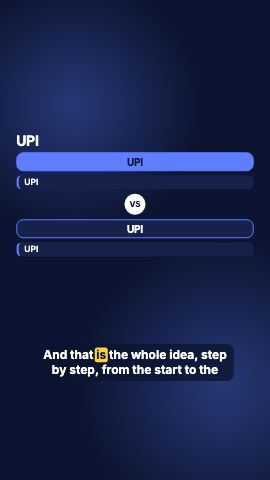 UPI
UPI
UPI
VS
UPI
UPI
And that is the whole idea, step
by step, from the start to the